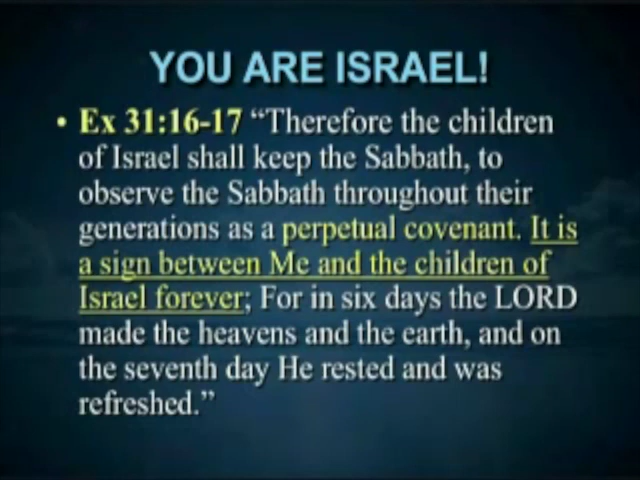 YOU ARE ISRAEL!
• Ex 31:16-17 “Therefore the children
of Israel shall keep the Sabbath, to
observe the Sabbath throughout their
generations as a perpetual covenant. It is
a sign between Me and the children of
Israel forever; For in six days the LORD
made the heavens and the earth, and on
the seventh day He rested and was
refreshed.”